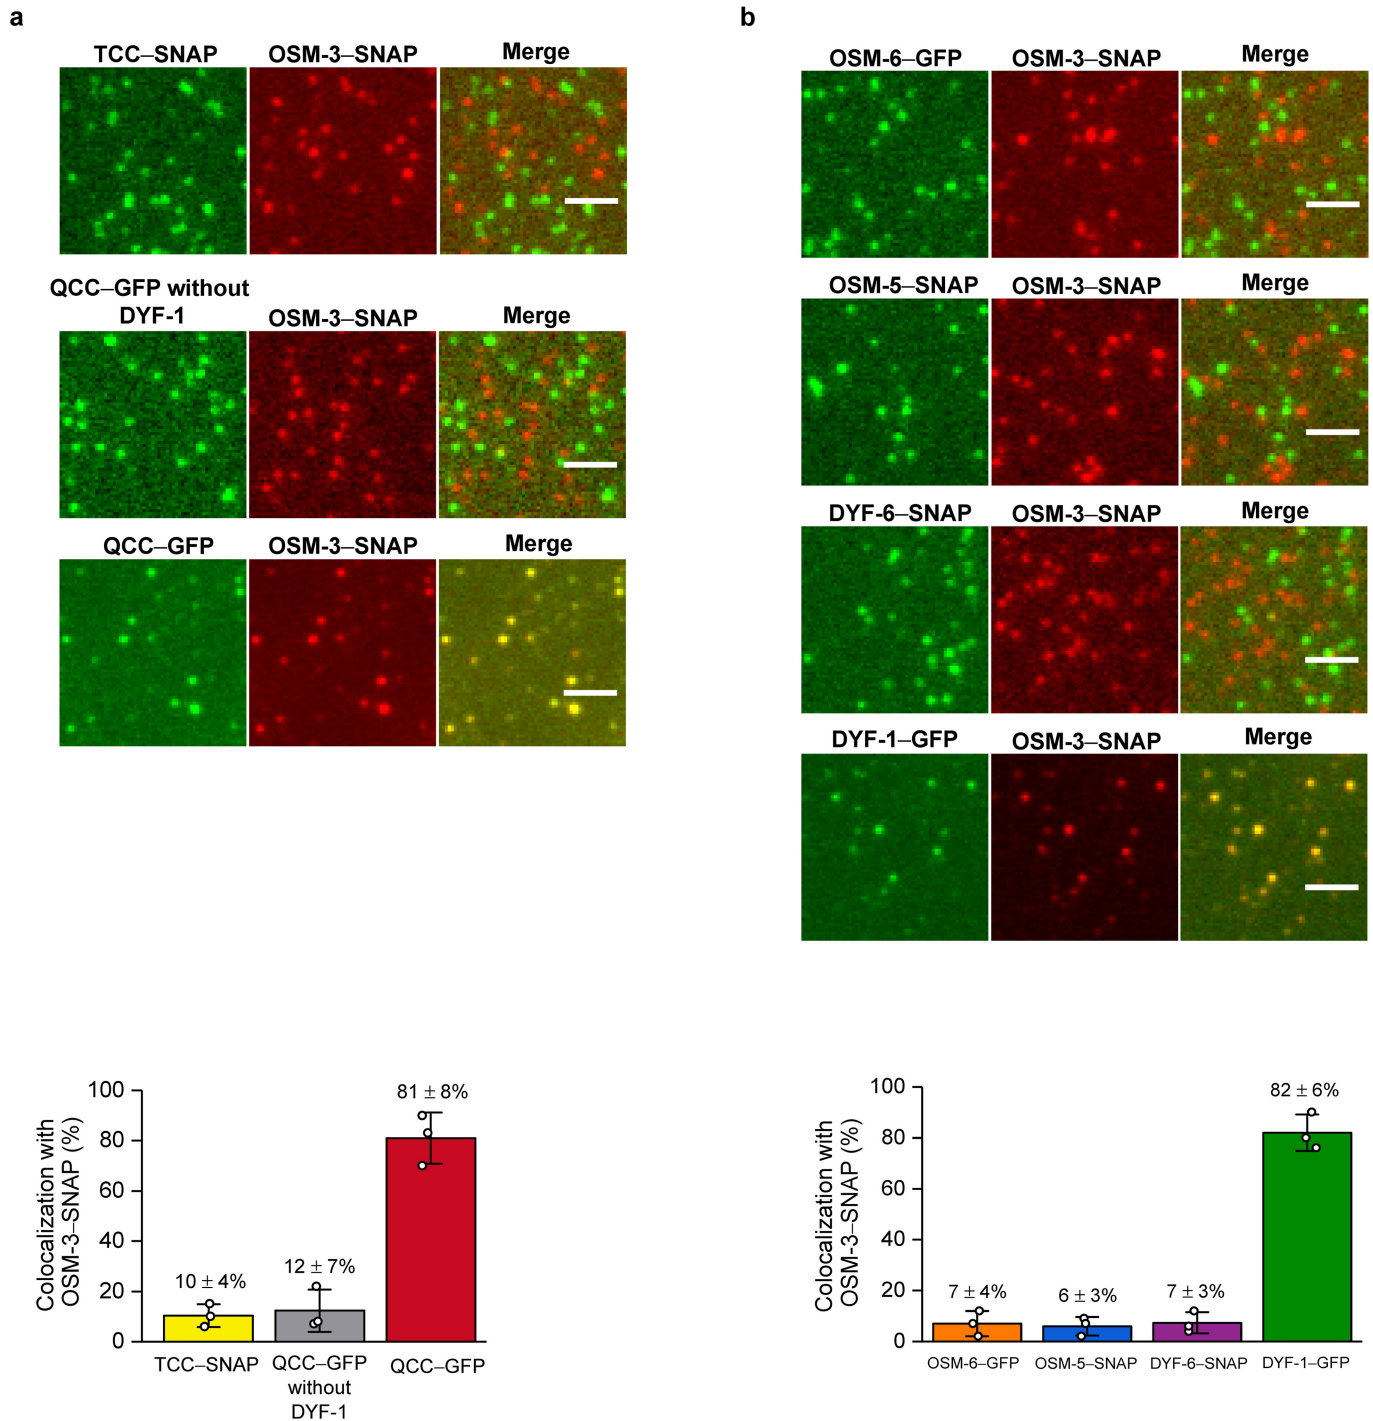 a
TCC–SNAP OSM-3–SNAP Merge
QCC–GFP without
DYF-1 OSM-3–SNAP Merge
QCC–GFP OSM-3–SNAP Merge
100
80
60
40
20
0
Colocalization with
OSM-3–SNAP (%)
10 ± 4%
12 ± 7%
81 ± 8%
TCC–SNAP
QCC–GFP
without
DYF-1
QCC–GFP
b
OSM-6–GFP OSM-3–SNAP Merge
OSM-5–SNAP OSM-3–SNAP Merge
DYF-6–SNAP OSM-3–SNAP Merge
DYF-1–GFP OSM-3–SNAP Merge
100
80
60
40
20
0
Colocalization with
OSM-3–SNAP (%)
7 ± 4%
6 ± 3%
7 ± 3%
82 ± 6%
OSM-6–GFP
OSM-5–SNAP
DYF-6–SNAP
DYF-1–GFP